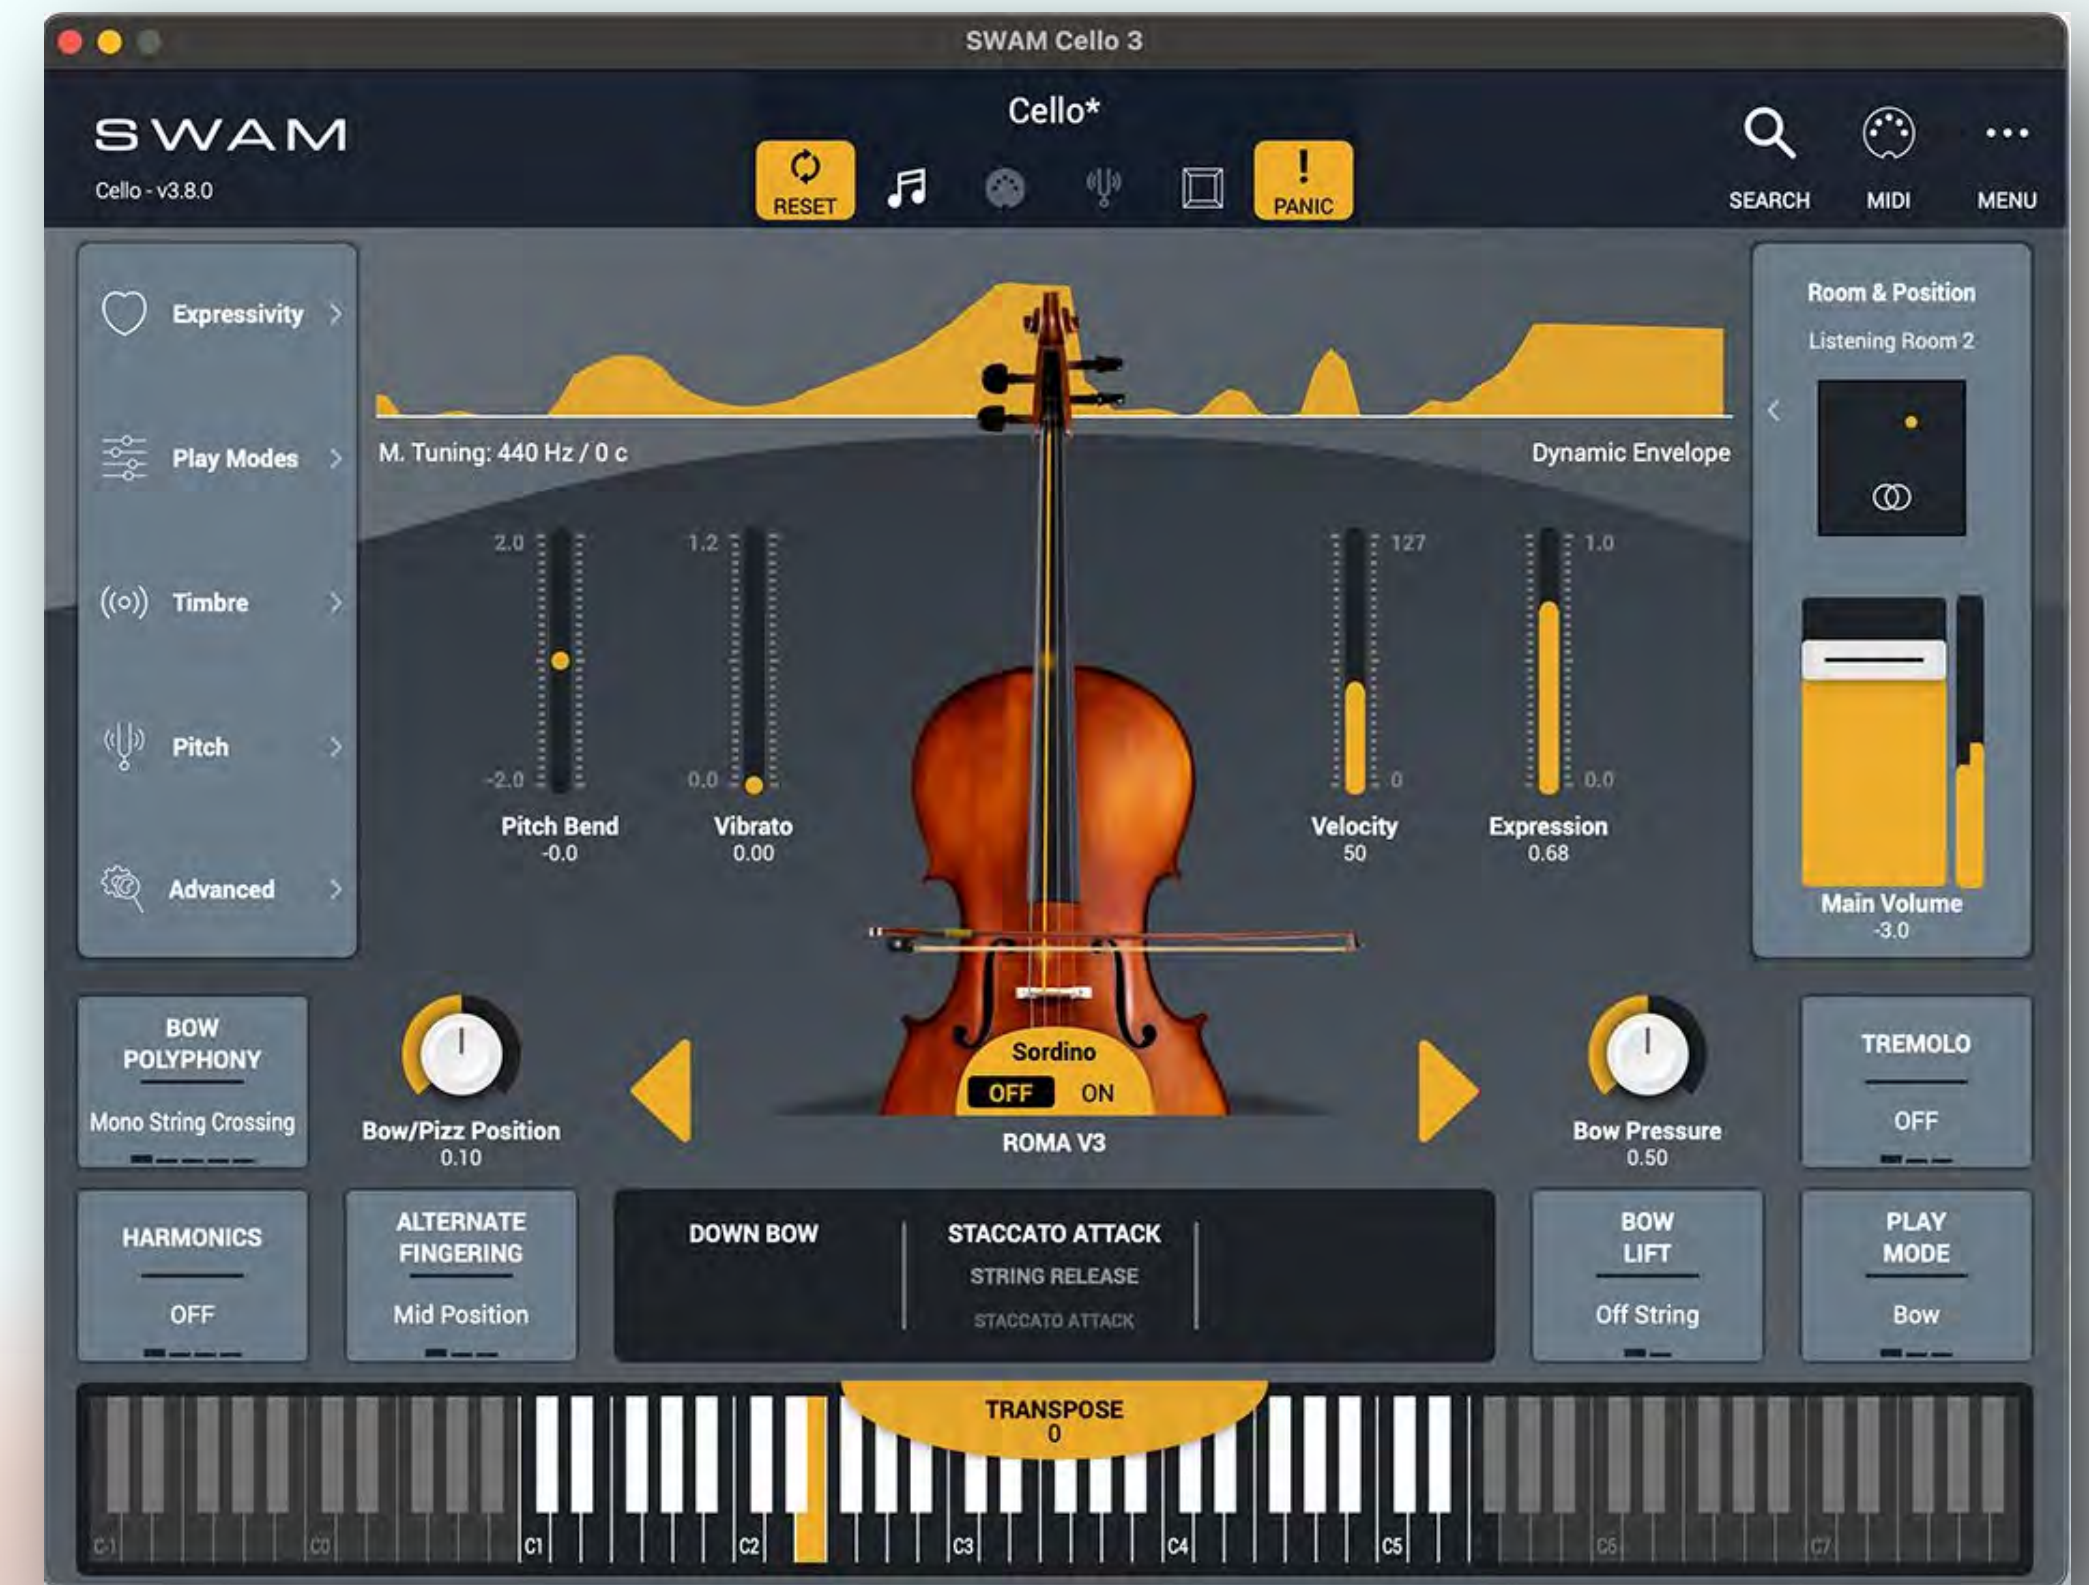 SWAM Cello 3
SWAM
Cello - v3.8.0
Cello*
RESET
PANIC
SEARCH
MIDI
MENU
Expressivity
Play Modes
Timbre
Pitch
Advanced
M. Tuning: 440 Hz / 0 c
Dynamic Envelope
2.0
-2.0
Pitch Bend
-0.0
1.2
0.0
Vibrato
0.00
127
0
Velocity
50
1.0
0.0
Expression
0.68
Room & Position
Listening Room 2
Main Volume
-3.0
BOW
POLYPHONY
Mono String Crossing
Bow/Pizz Position
0.10
Sordino
OFF ON
ROMA V3
Bow Pressure
0.50
TREMOLO
OFF
HARMONICS
OFF
ALTERNATE
FINGERING
Mid Position
DOWN BOW
STACCATO ATTACK
STRING RELEASE
STACCATO ATTACK
BOW
LIFT
Off String
PLAY
MODE
Bow
TRANSPOSE
0
C-1 C0 C1 C2 C3 C4 C5 C6 C7